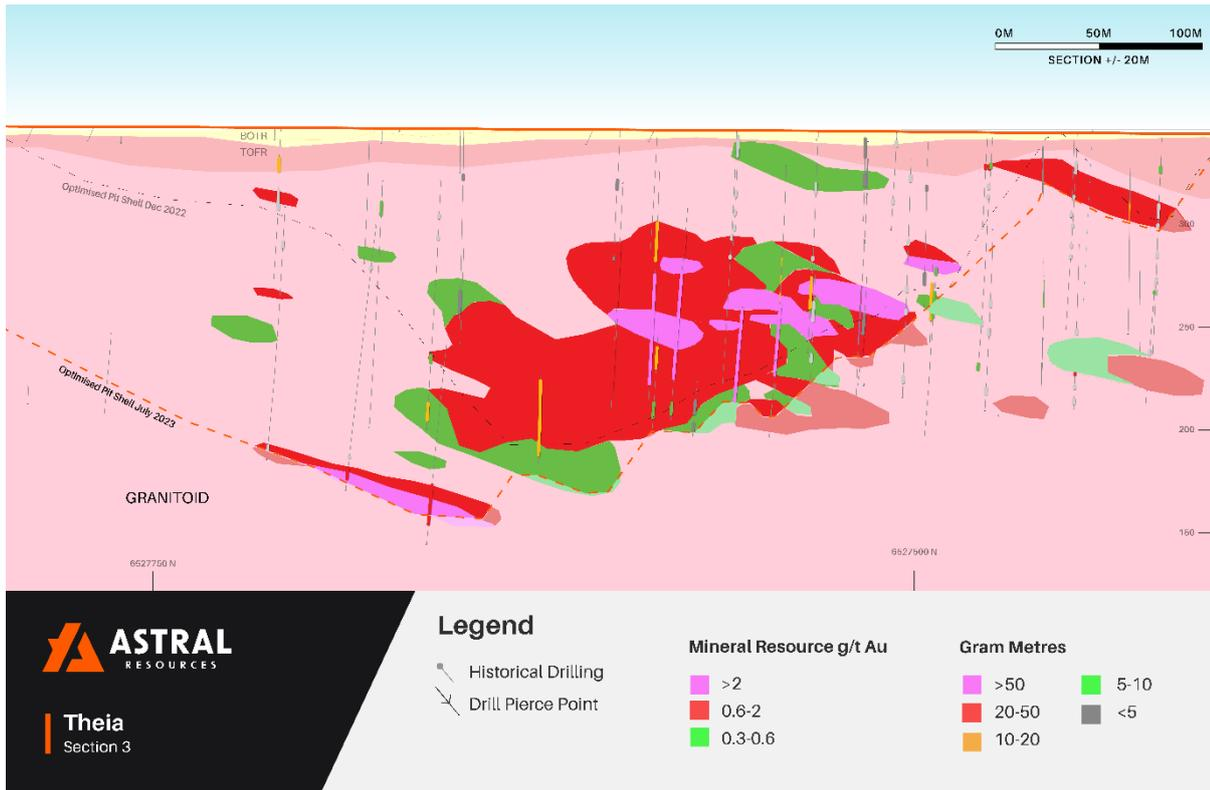 0M 50M 100M
SECTION +/- 20M
BOTR
TOFR
Optimised Pit Shell Dec 2022
300
250
Optimised Pit Shell July 2023
200
GRANITOID
150
6527750 N
6527500 N
ASTRAL
RESOURCES
Theia
Section 3
Legend
Historical Drilling
Drill Pierce Point
Mineral Resource g/t Au
>2
0.6-2
0.3-0.6
Gram Metres
>50 5-10
20-50 <5
10-20